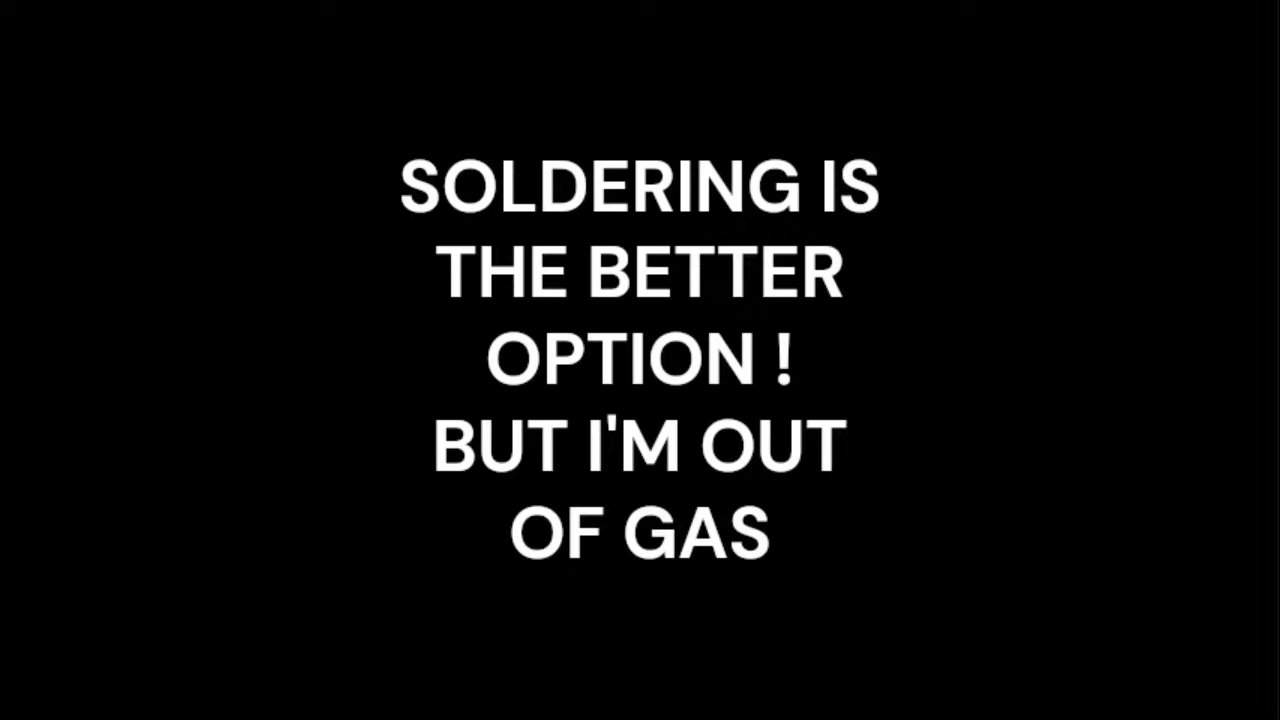 SOLDERING IS
THE BETTER
OPTION !
BUT I'M OUT
OF GAS